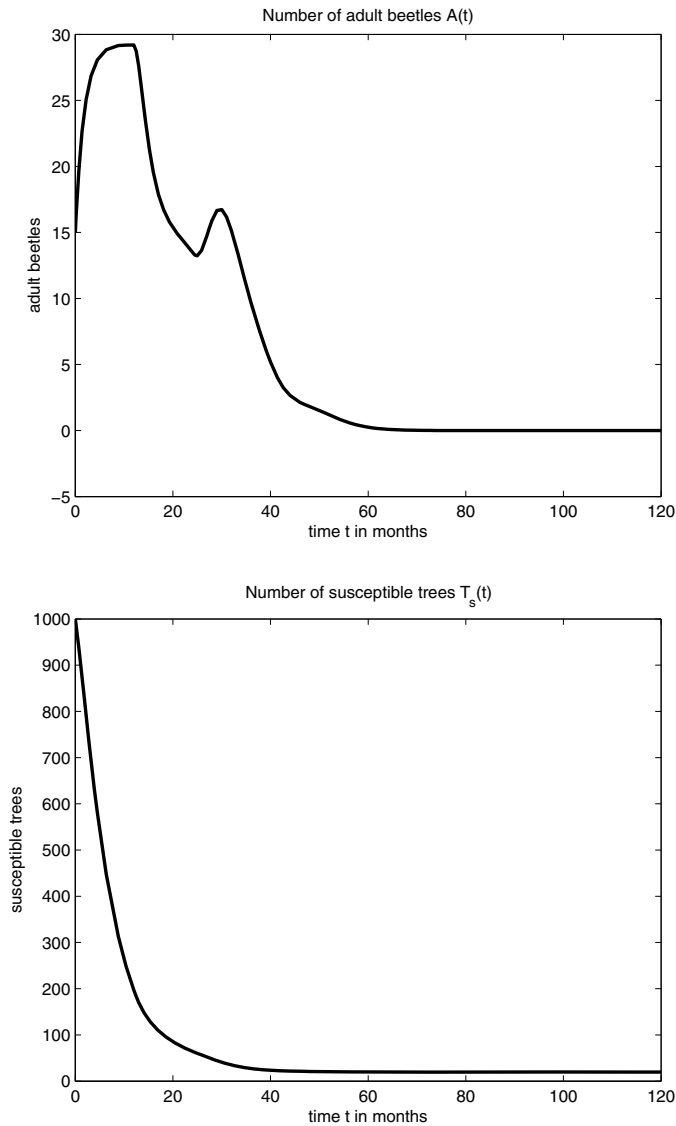 Number of adult beetles A(t)
30
25
20
15
10
5
0
−5
adult beetles
0 20 40 60 80 100 120
time t in months
Number of susceptible trees T_s(t)
1000
900
800
700
600
500
400
300
200
100
0
susceptible trees
0 20 40 60 80 100 120
time t in months